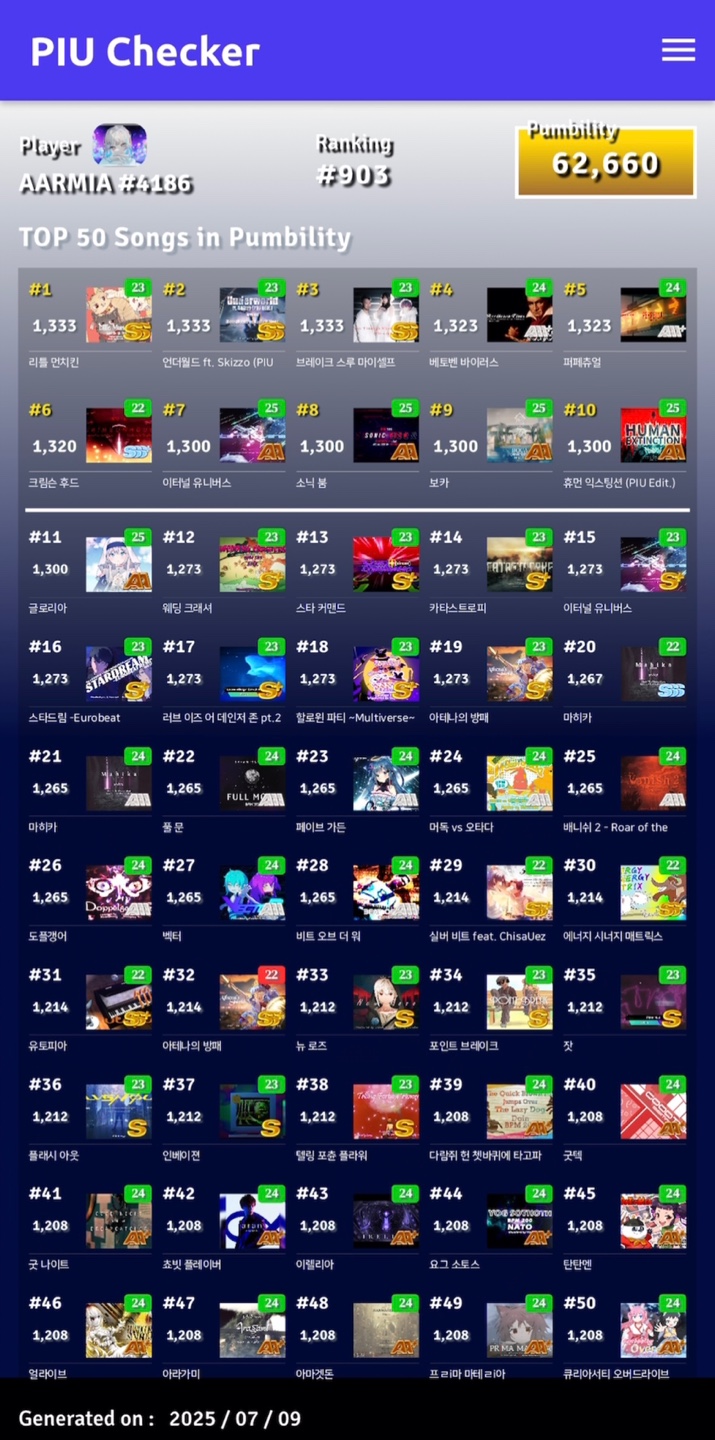 PIU Checker
Player
AARMIA #4186
Ranking
#903
Pumbility
62,660
TOP 50 Songs in Pumbility
#1 23 #2 23 #3 23 #4 24 #5 24
1,333 1,333 1,333 1,323 1,323
리틀 먼치킨 언더월드 ft. Skizzo (PIU 브레이크 스루 마이셀프 베토벤 바이러스 퍼페츄얼
#6 22 #7 25 #8 25 #9 25 #10 25
1,320 1,300 1,300 1,300 1,300
크림슨 후드 이터널 유니버스 소닉 붐 보카 휴먼 익스팅션 (PIU Edit.)
#11 25 #12 23 #13 23 #14 23 #15 23
1,300 1,273 1,273 1,273 1,273
글로리아 웨딩 크래셔 스타 커맨드 카타스트로피 이터널 유니버스
#16 23 #17 23 #18 23 #19 23 #20 22
1,273 1,273 1,273 1,273 1,267
스타드림 -Eurobeat 러브 이즈 어 데인저 존 pt.2 할로윈 파티 ~Multiverse~ 아테나의 방패 마히카
#21 24 #22 24 #23 24 #24 24 #25 24
1,265 1,265 1,265 1,265 1,265
마히카 풀 문 페이브 가든 머독 vs 오타다 배니쉬 2 - Roar of the
#26 24 #27 24 #28 24 #29 22 #30 22
1,265 1,265 1,265 1,214 1,214
도플갱어 벡터 비트 오브 더 워 실버 비트 feat. ChisaUez 에너지 시너지 매트릭스
#31 22 #32 22 #33 23 #34 23 #35 23
1,214 1,214 1,212 1,212 1,212
유토피아 아테나의 방패 뉴 로즈 포인트 브레이크 잣
#36 23 #37 23 #38 23 #39 24 #40 24
1,212 1,212 1,212 1,208 1,208
플래시 아웃 인베이젼 텔링 포츈 플라워 다람쥐 헌 쳇바퀴에 타고파 굿텍
#41 24 #42 24 #43 24 #44 24 #45 24
1,208 1,208 1,208 1,208 1,208
굿 나이트 쵸빗 플레이버 이렐리아 요그 소토스 탄탄멘
#46 24 #47 24 #48 24 #49 24 #50 24
1,208 1,208 1,208 1,208 1,208
얼라이브 아라가미 아마겟돈 프ㄹl마 마테ㄹl아 큐리아서티 오버드라이브
Generated on : 2025 / 07 / 09